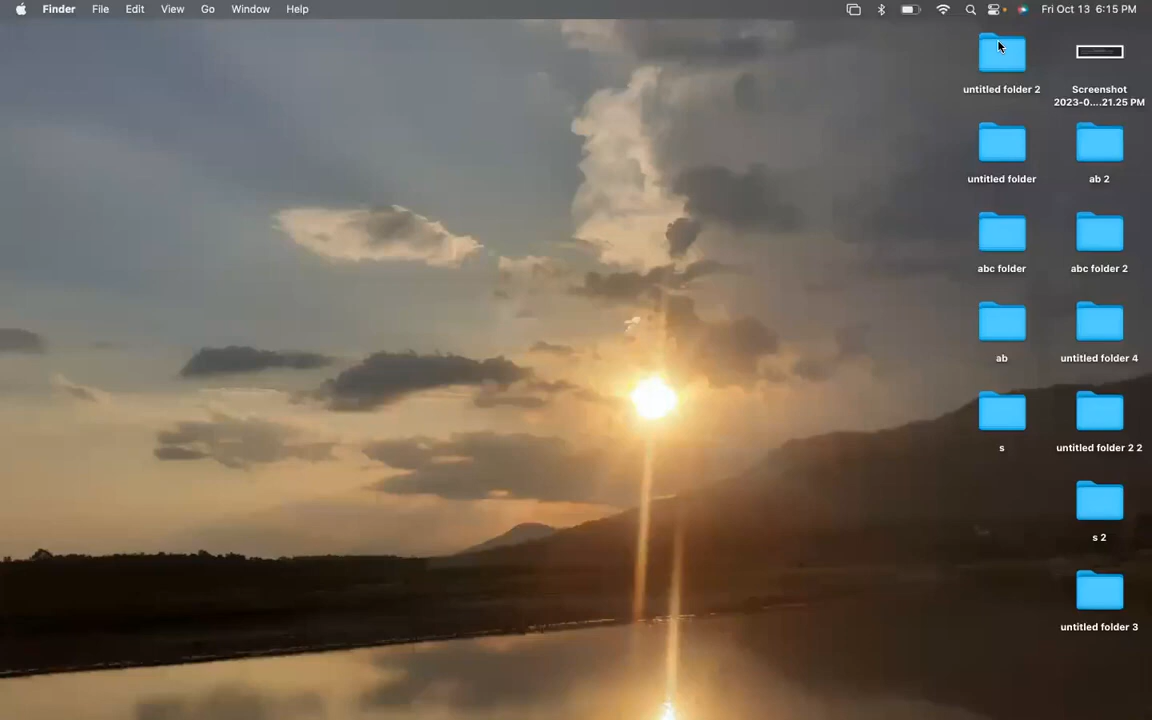 Finder File Edit View Go Window Help Fri Oct 13 6:15 PM
untitled folder 2
Screenshot
2023-0....21.25 PM
untitled folder
ab 2
abc folder
abc folder 2
ab
untitled folder 4
s
untitled folder 2 2
s 2
untitled folder 3